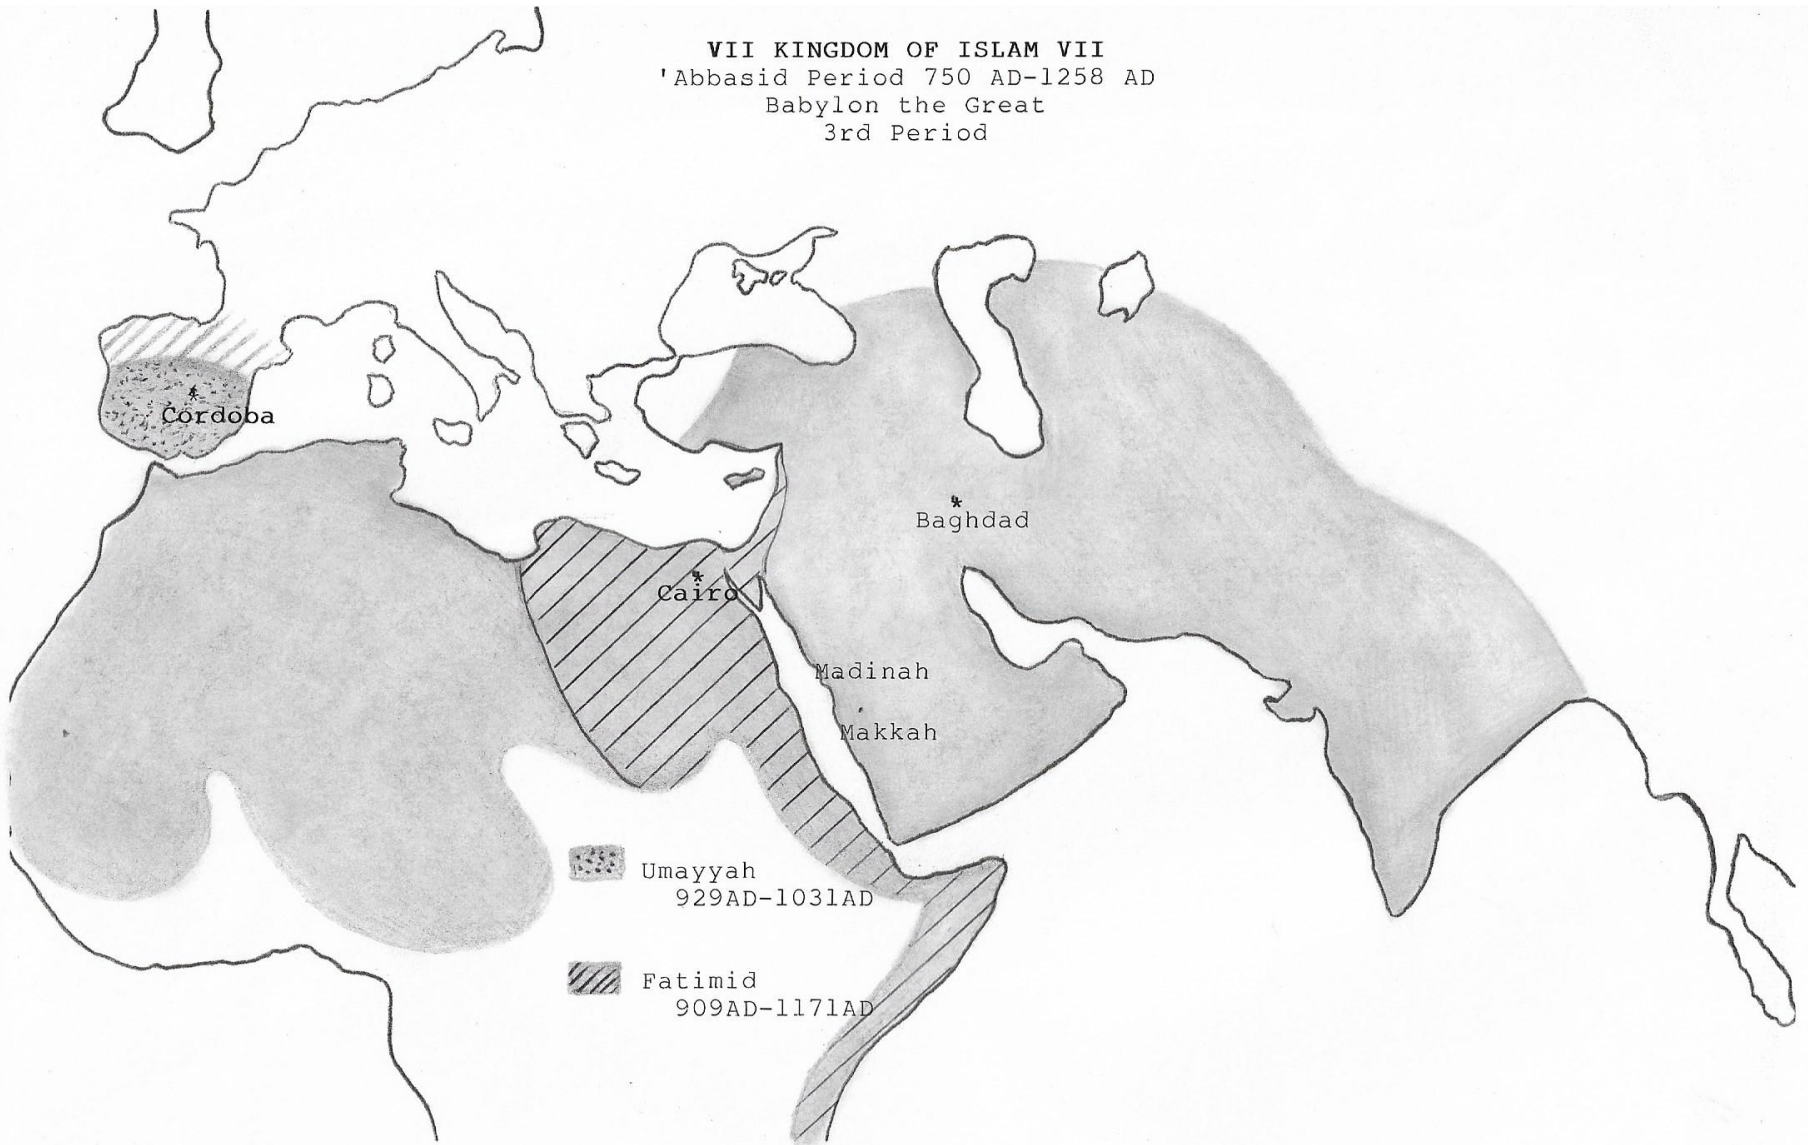 VII KINGDOM OF ISLAM VII
'Abbasid Period 750 AD-1258 AD
Babylon the Great
3rd Period
Cordoba
Baghdad
Cairo
Madinah
Makkah
Umayyah
929AD-1031AD
Fatimid
909AD-1171AD